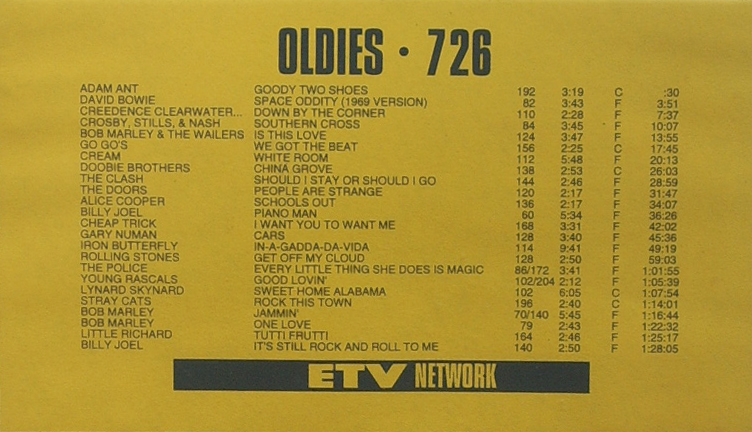 OLDIES • 726
ADAM ANT GOODY TWO SHOES 192 3:19 C :30
DAVID BOWIE SPACE ODDITY (1969 VERSION) 82 3:43 F 3:51
CREEDENCE CLEARWATER... DOWN BY THE CORNER 110 2:28 F 7:37
CROSBY, STILLS, & NASH SOUTHERN CROSS 84 3:45 F 10:07
BOB MARLEY & THE WAILERS IS THIS LOVE 124 3:47 F 13:55
GO GO'S WE GOT THE BEAT 156 2:25 C 17:45
CREAM WHITE ROOM 112 5:48 F 20:13
DOOBIE BROTHERS CHINA GROVE 138 2:53 C 26:03
THE CLASH SHOULD I STAY OR SHOULD I GO 144 2:46 F 28:59
THE DOORS PEOPLE ARE STRANGE 120 2:17 F 31:47
ALICE COOPER SCHOOLS OUT 136 2:17 F 34:07
BILLY JOEL PIANO MAN 60 5:34 F 36:26
CHEAP TRICK I WANT YOU TO WANT ME 168 3:31 F 42:02
GARY NUMAN CARS 128 3:40 F 45:36
IRON BUTTERFLY IN-A-GADDA-DA-VIDA 114 9:41 F 49:19
ROLLING STONES GET OFF MY CLOUD 128 2:50 F 59:03
THE POLICE EVERY LITTLE THING SHE DOES IS MAGIC 86/172 3:41 F 1:01:55
YOUNG RASCALS GOOD LOVIN' 102/204 2:12 F 1:05:39
LYNARD SKYNARD SWEET HOME ALABAMA 102 6:05 C 1:07:54
STRAY CATS ROCK THIS TOWN 196 2:40 C 1:14:01
BOB MARLEY JAMMIN' 70/140 5:45 F 1:16:44
BOB MARLEY ONE LOVE 79 2:43 F 1:22:32
LITTLE RICHARD TUTTI FRUTTI 164 2:46 F 1:25:17
BILLY JOEL IT'S STILL ROCK AND ROLL TO ME 140 2:50 F 1:28:05
ETV NETWORK